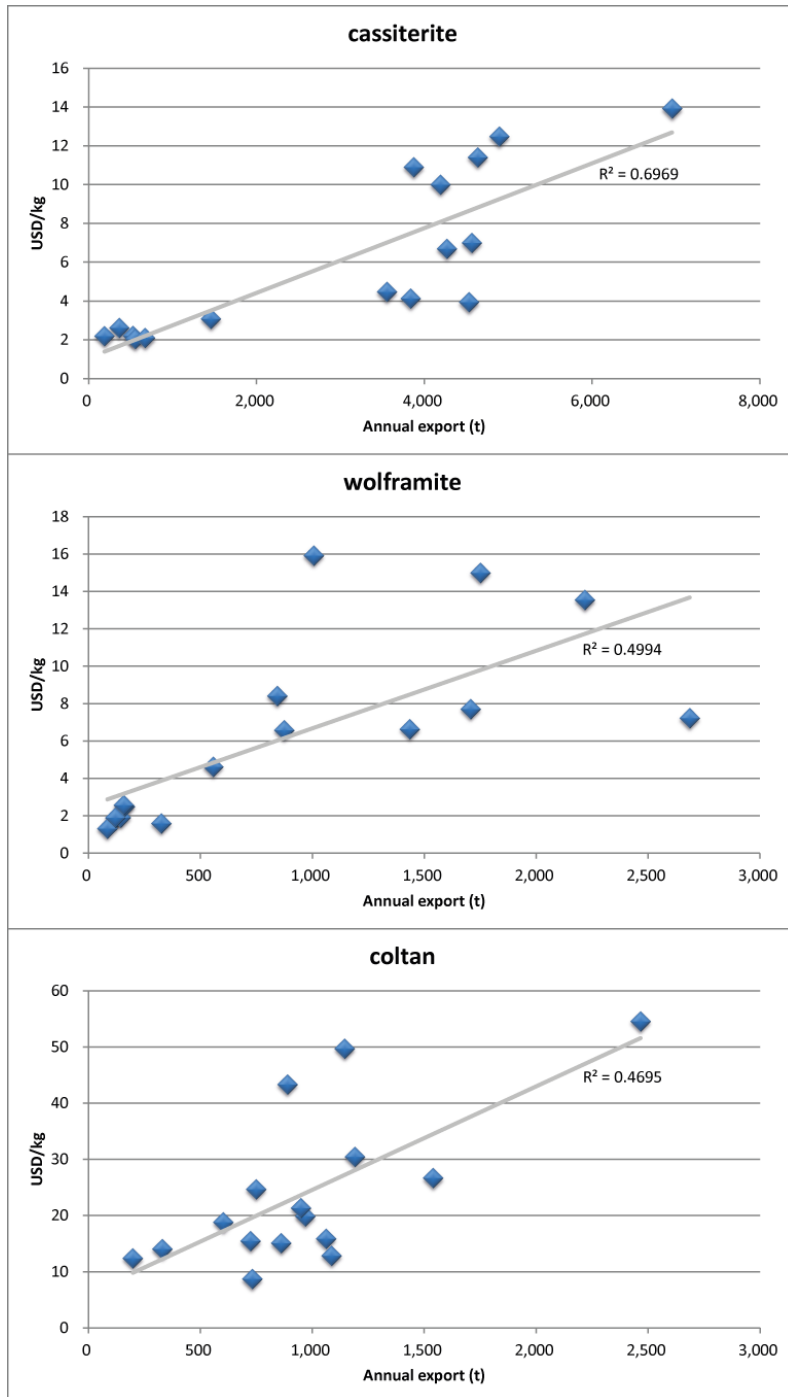 cassiterite
16
14
12
10
8
6
4
2
0
USD/kg
R² = 0.6969
0 2,000 4,000 6,000 8,000
Annual export (t)
wolframite
18
16
14
12
10
8
6
4
2
0
USD/kg
R² = 0.4994
0 500 1,000 1,500 2,000 2,500 3,000
Annual export (t)
coltan
60
50
40
30
20
10
0
USD/kg
R² = 0.4695
0 500 1,000 1,500 2,000 2,500 3,000
Annual export (t)